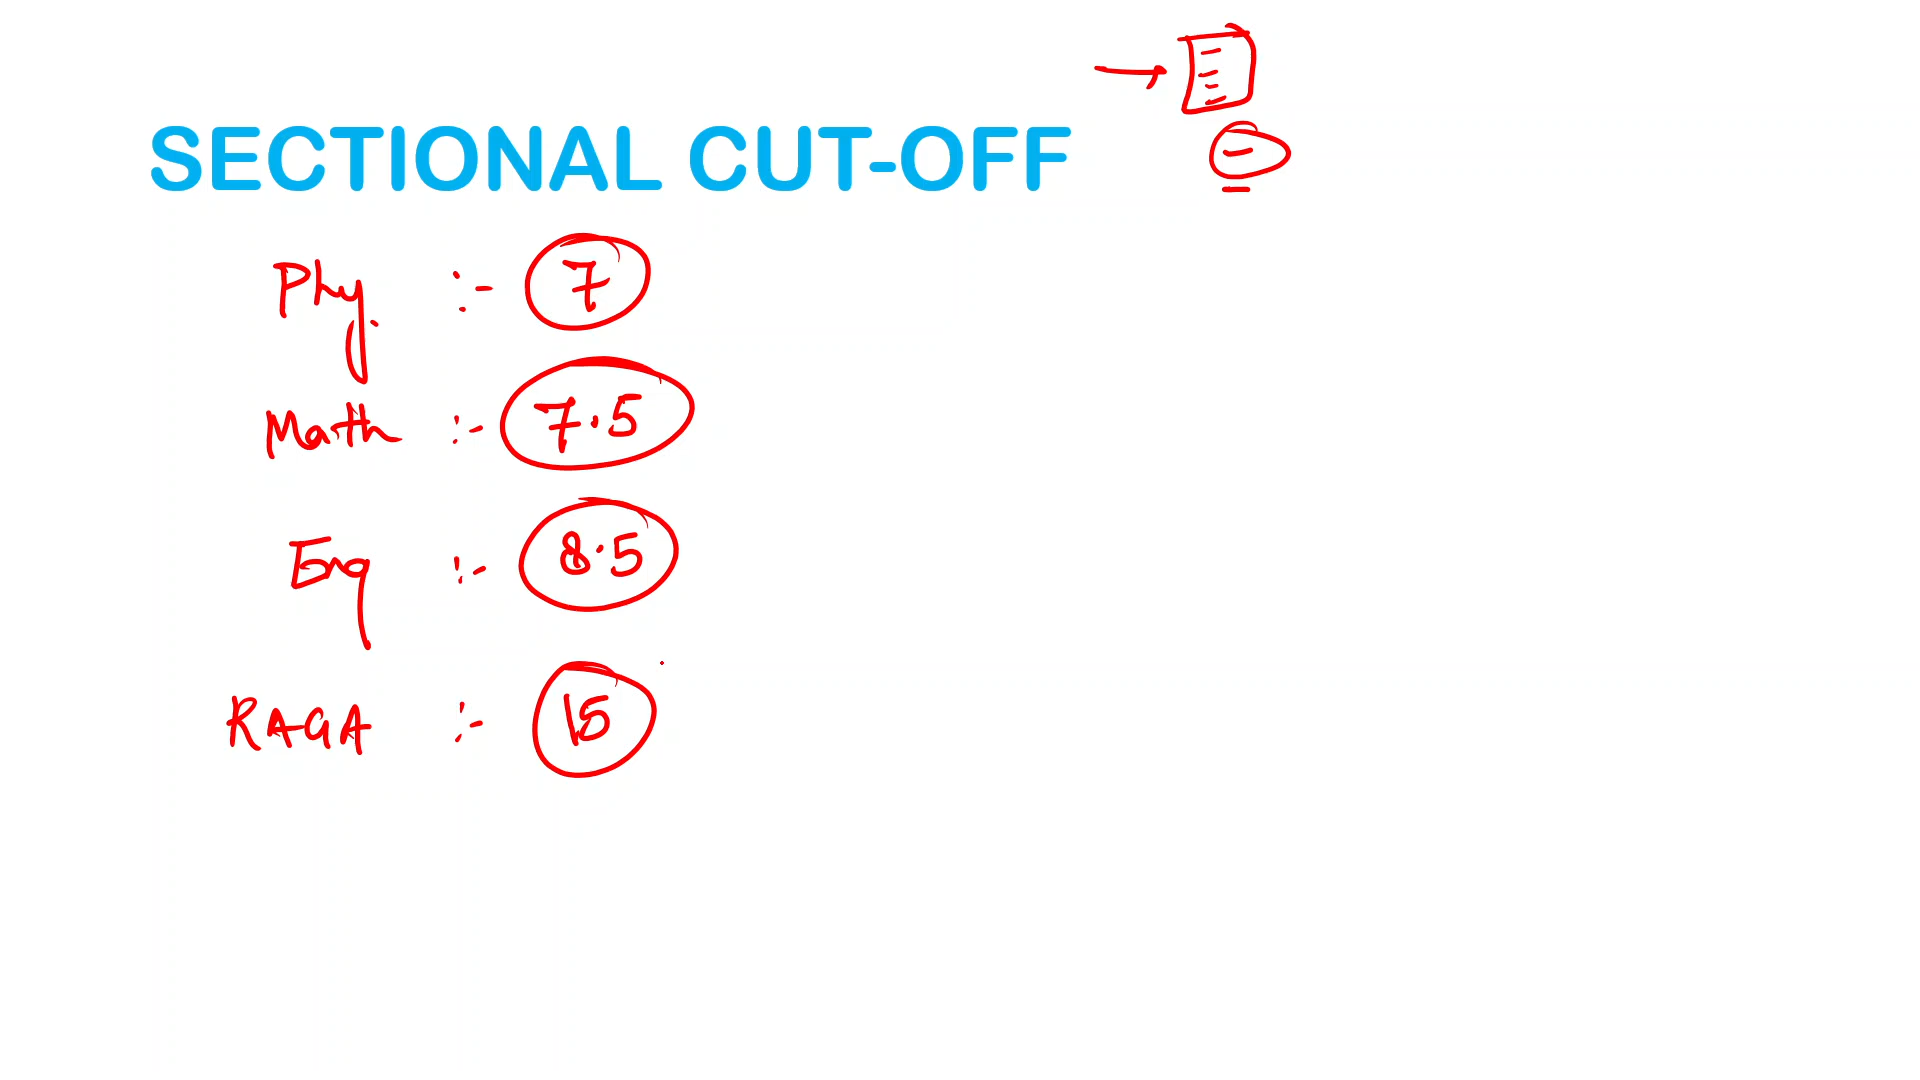 SECTIONAL CUT-OFF
Phy. :- 7
Math :- 7.5
Eng :- 8.5
RAGA :- 15